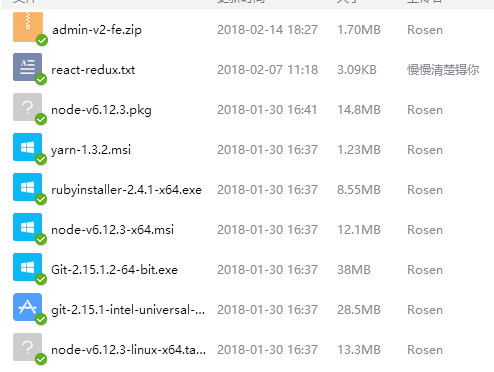 admin-v2-fe.zip 2018-02-14 18:27 1.70MB Rosen
react-redux.txt 2018-02-07 11:18 3.09KB 慢慢清楚锝你
node-v6.12.3.pkg 2018-01-30 16:41 14.8MB Rosen
yarn-1.3.2.msi 2018-01-30 16:37 1.23MB Rosen
rubyinstaller-2.4.1-x64.exe 2018-01-30 16:37 8.55MB Rosen
node-v6.12.3-x64.msi 2018-01-30 16:37 12.1MB Rosen
Git-2.15.1.2-64-bit.exe 2018-01-30 16:37 38MB Rosen
git-2.15.1-intel-universal-... 2018-01-30 16:37 28.5MB Rosen
node-v6.12.3-linux-x64.ta... 2018-01-30 16:37 13.3MB Rosen